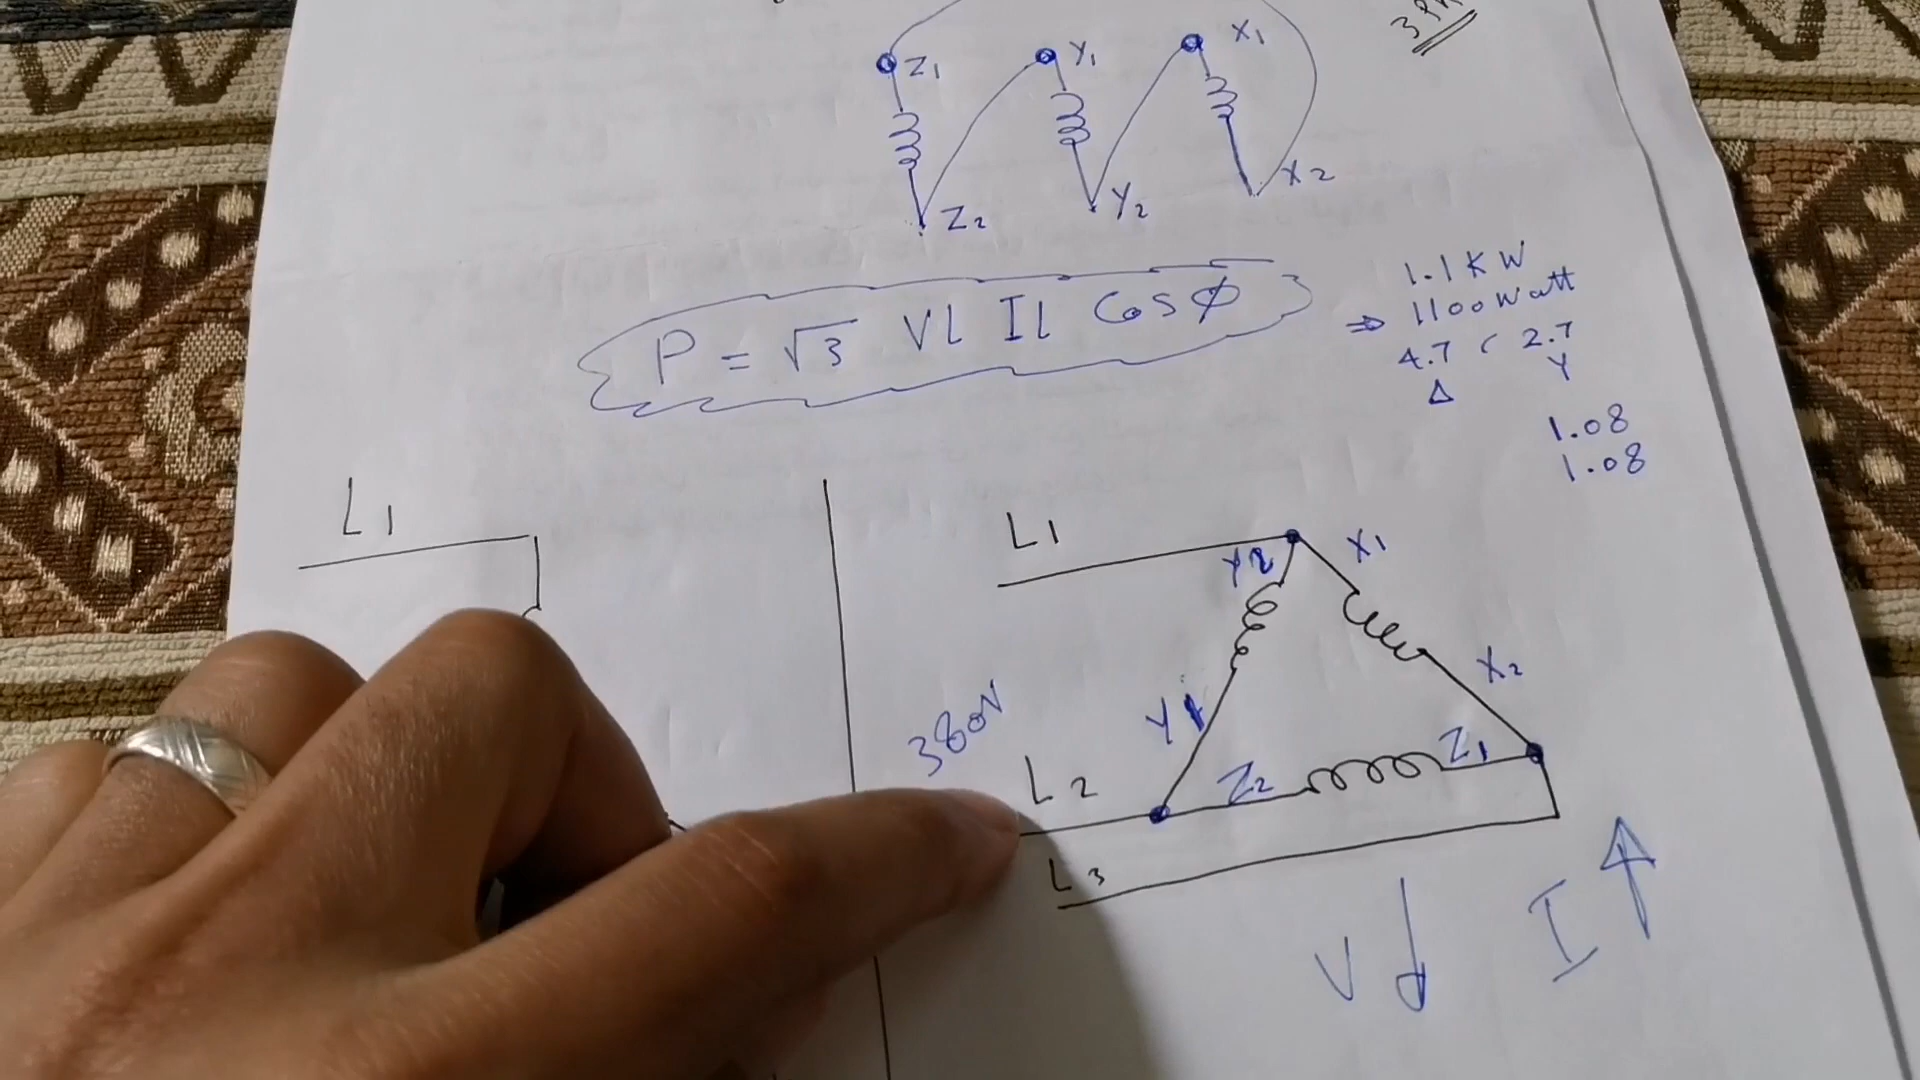 Z1 Y1 X1
Z2 Y2 X2
P = √3 VL IL Cos ϕ
1.1 KW
⇒ 1100 Watt
4.7 ( 2.7
Δ Y
1.08
1.08
L1
L1
Y2 X1
X2
380V
Y1
Z2 Z1
L2
L3
V ↓ I ↑